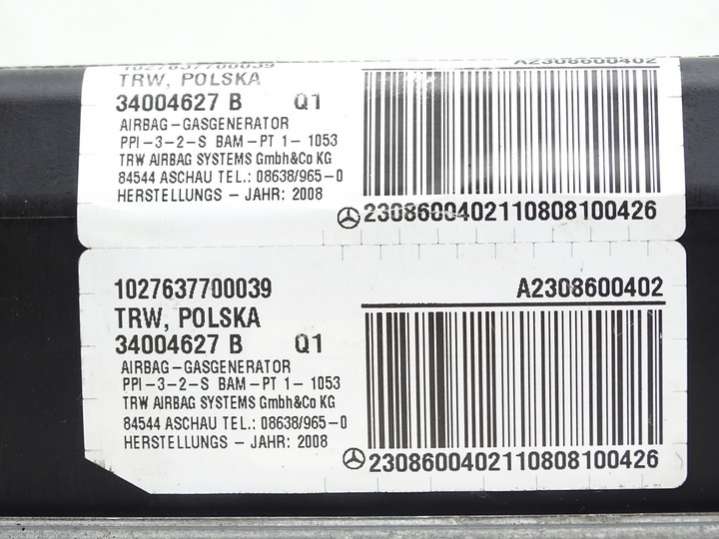 1027637700039
A2308600402
TRW, POLSKA
34004627 B Q1
AIRBAG-GASGENERATOR
PPI-3-2-S BAM-PT 1- 1053
TRW AIRBAG SYSTEMS GmbH&Co KG
84544 ASCHAU TEL.: 08638/965-0
HERSTELLUNGS - JAHR: 2008
2308600402110808100426
1027637700039
A2308600402
TRW, POLSKA
34004627 B Q1
AIRBAG-GASGENERATOR
PPI-3-2-S BAM-PT 1- 1053
TRW AIRBAG SYSTEMS GmbH&Co KG
84544 ASCHAU TEL.: 08638/965-0
HERSTELLUNGS - JAHR: 2008
2308600402110808100426